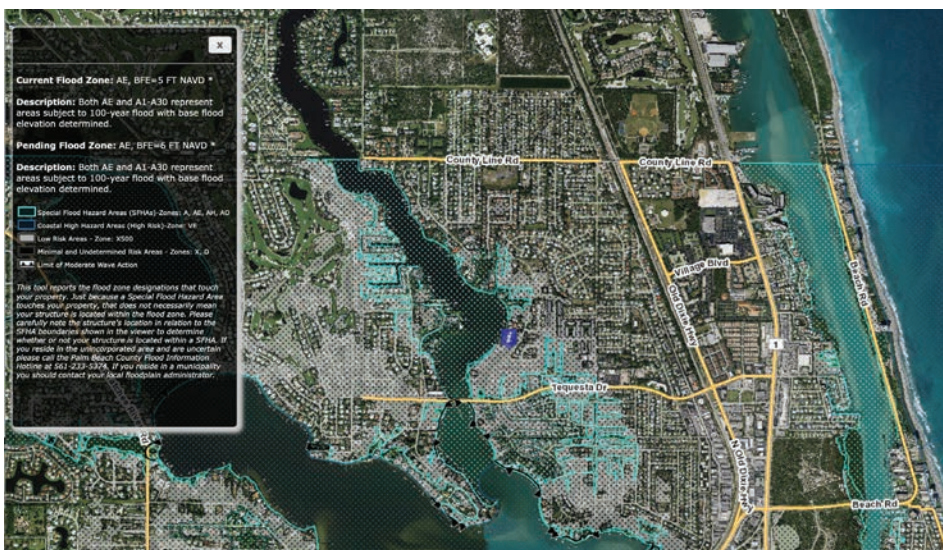 X
Current Flood Zone: AE, BFE=5 FT NAVD *
Description: Both AE and A1-A30 represent
areas subject to 100-year flood with base flood
elevation determined.
Pending Flood Zone: AE, BFE=6 FT NAVD *
Description: Both AE and A1-A30 represent
areas subject to 100-year flood with base flood
elevation determined.
Special Flood Hazard Areas (SFHAs)-Zones: A, AE, AH, AO
Coastal High Hazard Areas (High Risk)-Zone: VE
Low Risk Areas - Zone: X500
Minimal and Undetermined Risk Areas - Zones: X, D
Limit of Moderate Wave Action
This tool reports the flood zone designations that touch
your property. Just because a Special Flood Hazard Area
touches your property, that does not necessarily mean
your structure is located within the flood zone. Please
carefully note the structure's location in relation to the
SFHA boundaries shown in the viewer to determine
whether or not your structure is located within a SFHA. If
you reside in the unincorporated area and are uncertain
please call the Palm Beach County Flood Information
Hotline at 561-233-5374. If you reside in a municipality
you should contact your local floodplain administrator.
County Line Rd
County Line Rd
Village Blvd
Old Dixie Hwy
Beach Rd
1
Tequesta Dr
N Old Dixie Hwy
Beach Rd
Rd